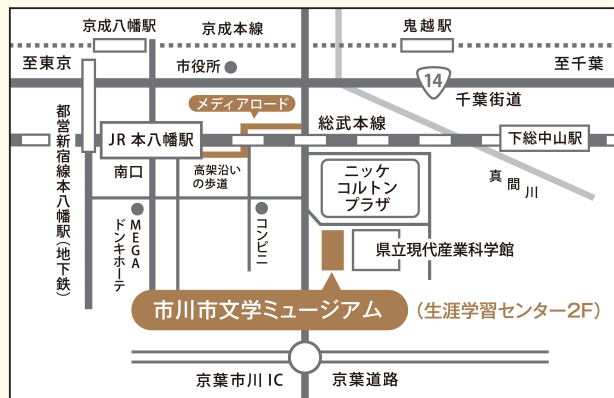 京成八幡駅
京成本線
鬼越駅
至東京
市役所
14
至千葉
千葉街道
メディアロード
総武本線
JR 本八幡駅
下総中山駅
都営新宿線本八幡駅(地下鉄)
南口
高架沿い
の歩道
ニッケ
コルトン
プラザ
真間川
MEGA
ドンキホーテ
コンビニ
県立現代産業科学館
市川市文学ミュージアム
(生涯学習センター2F)
京葉市川 IC
京葉道路